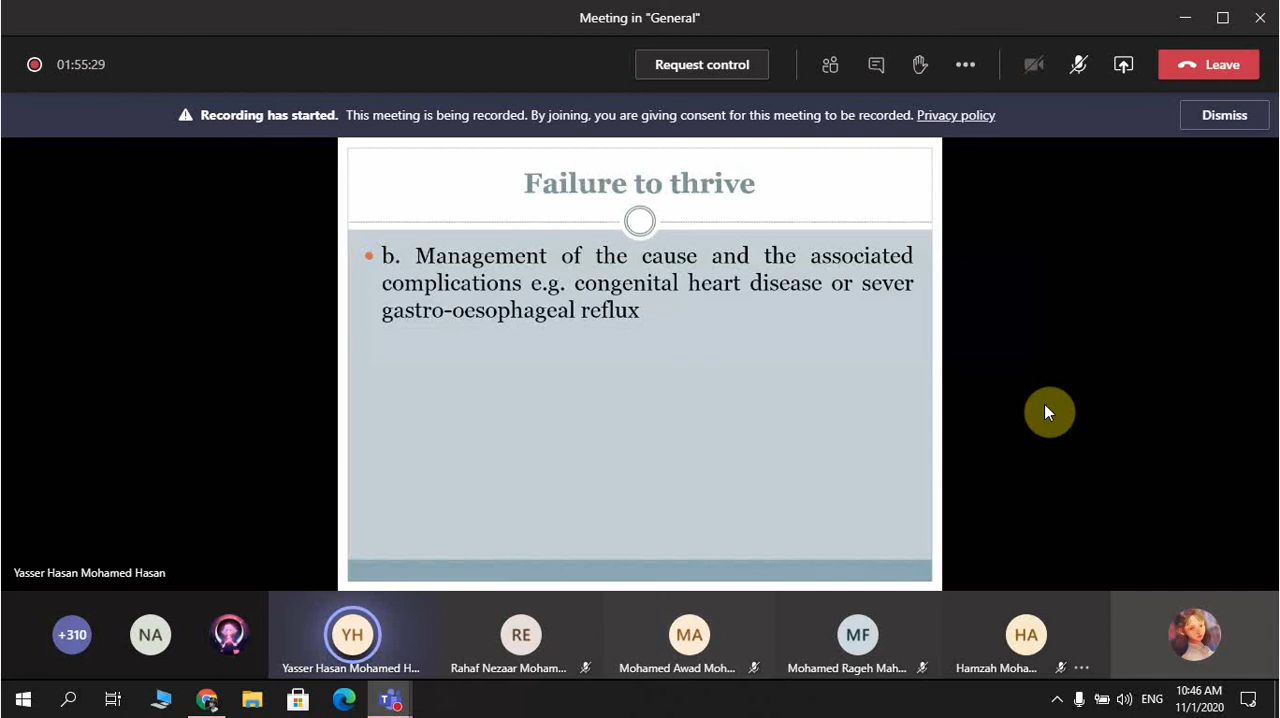 Meeting in "General"
01:55:29
Request control
Leave
Recording has started. This meeting is being recorded. By joining, you are giving consent for this meeting to be recorded. Privacy policy
Dismiss
Failure to thrive
b. Management of the cause and the associated
complications e.g. congenital heart disease or sever
gastro-oesophageal reflux
Yasser Hasan Mohamed Hasan
+310
NA
YH
RE
MA
MF
HA
Yasser Hasan Mohamed H...
Rahaf Nezaar Moham...
Mohamed Awad Moh...
Mohamed Rageh Mah...
Hamzah Moha...
ENG
10:46 AM
11/1/2020